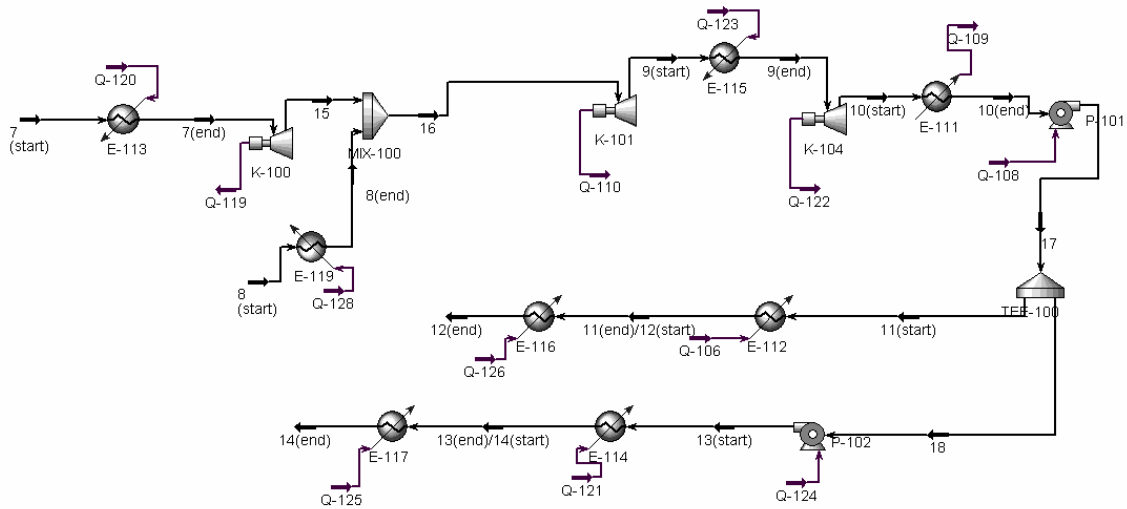 Q-123
Q-109
Q-120
9(start)
9(end)
15
E-115
10(start)
10(end)
7
(start)
7(end)
16
E-111
P-101
E-113
MIX-100
K-101
K-104
K-100
Q-108
Q-119
8(end)
Q-110
Q-122
17
E-119
8
(start)
Q-128
TEE-100
12(end)
11(end)/12(start)
11(start)
E-116
Q-106
E-112
Q-126
14(end)
13(end)/14(start)
13(start)
P-102
18
E-117
E-114
Q-125
Q-121
Q-124